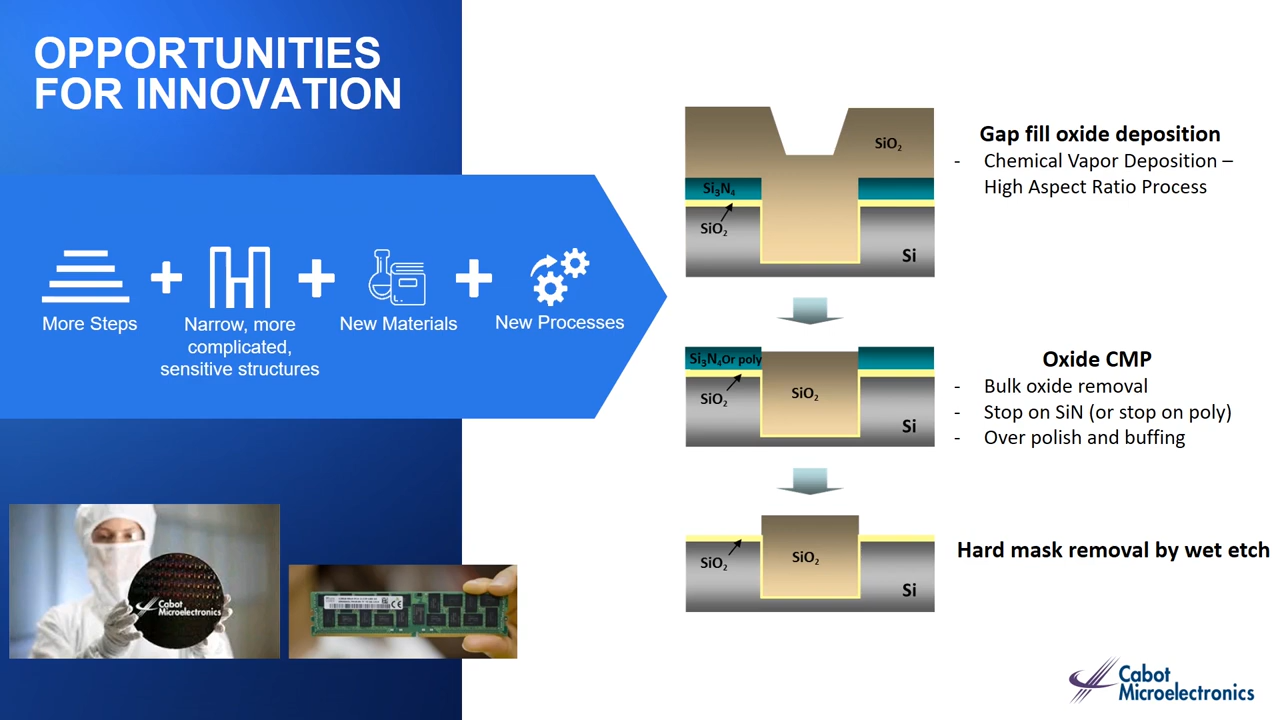 OPPORTUNITIES
FOR INNOVATION
More Steps
Narrow, more
complicated,
sensitive structures
New Materials
New Processes
SiO₂
Si₃N₄
SiO₂
Si
Gap fill oxide deposition
- Chemical Vapor Deposition –
High Aspect Ratio Process
Si₃N₄Or poly
SiO₂
SiO₂
Si
Oxide CMP
- Bulk oxide removal
- Stop on SiN (or stop on poly)
- Over polish and buffing
SiO₂
SiO₂
Si
Hard mask removal by wet etch
Cabot
Microelectronics
Cabot
Microelectronics